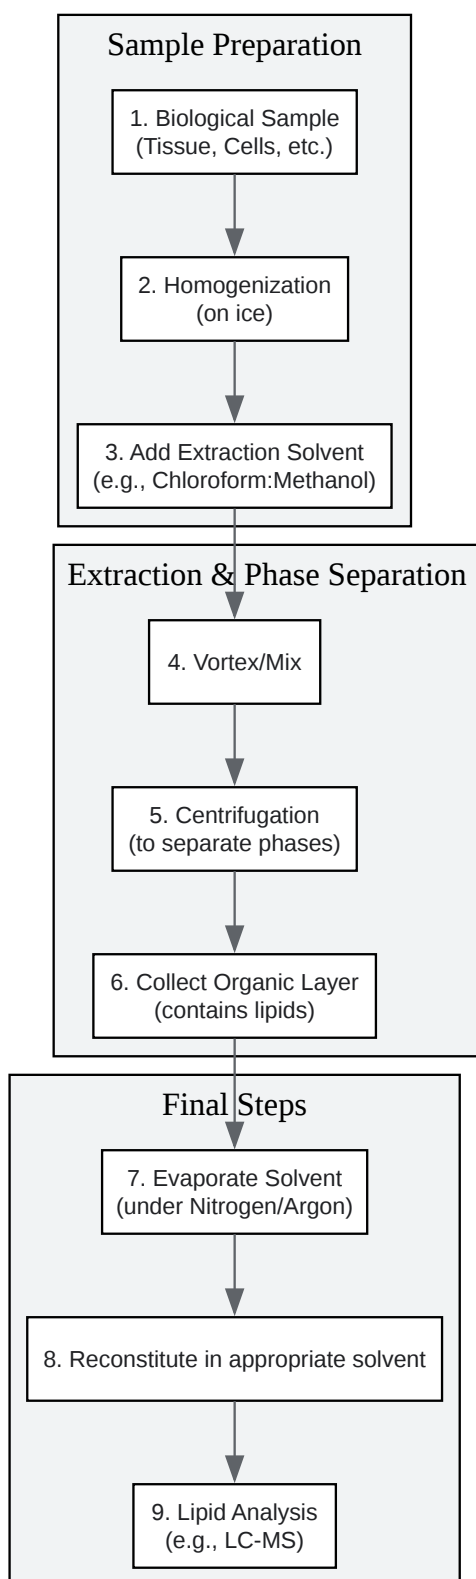 Sample Preparation
1. Biological Sample
(Tissue, Cells, etc.)
2. Homogenization
(on ice)
3. Add Extraction Solvent
(e.g., Chloroform:Methanol)
Extraction & Phase Separation
4. Vortex/Mix
5. Centrifugation
(to separate phases)
6. Collect Organic Layer
(contains lipids)
Final Steps
7. Evaporate Solvent
(under Nitrogen/Argon)
8. Reconstitute in appropriate solvent
9. Lipid Analysis
(e.g., LC-MS)